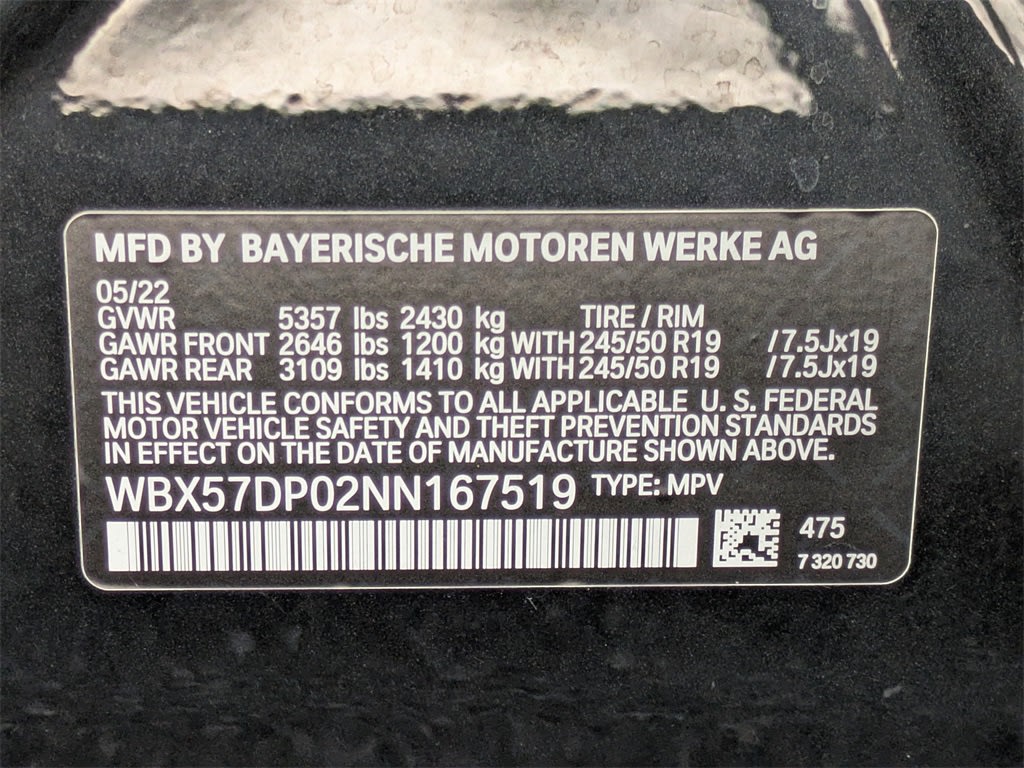 MFD BY BAYERISCHE MOTOREN WERKE AG
05/22
GVWR 5357 lbs 2430 kg TIRE / RIM
GAWR FRONT 2646 lbs 1200 kg WITH 245/50 R19 /7.5Jx19
GAWR REAR 3109 lbs 1410 kg WITH 245/50 R19 /7.5Jx19
THIS VEHICLE CONFORMS TO ALL APPLICABLE U. S. FEDERAL
MOTOR VEHICLE SAFETY AND THEFT PREVENTION STANDARDS
IN EFFECT ON THE DATE OF MANUFACTURE SHOWN ABOVE.
WBX57DP02NN167519 TYPE: MPV
475
7 320 730